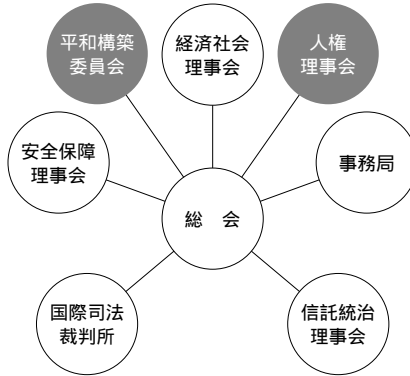 平和構築
委員会
経済社会
理事会
人権
理事会
安全保障
理事会
事務局
総　会
国際司法
裁判所
信託統治
理事会